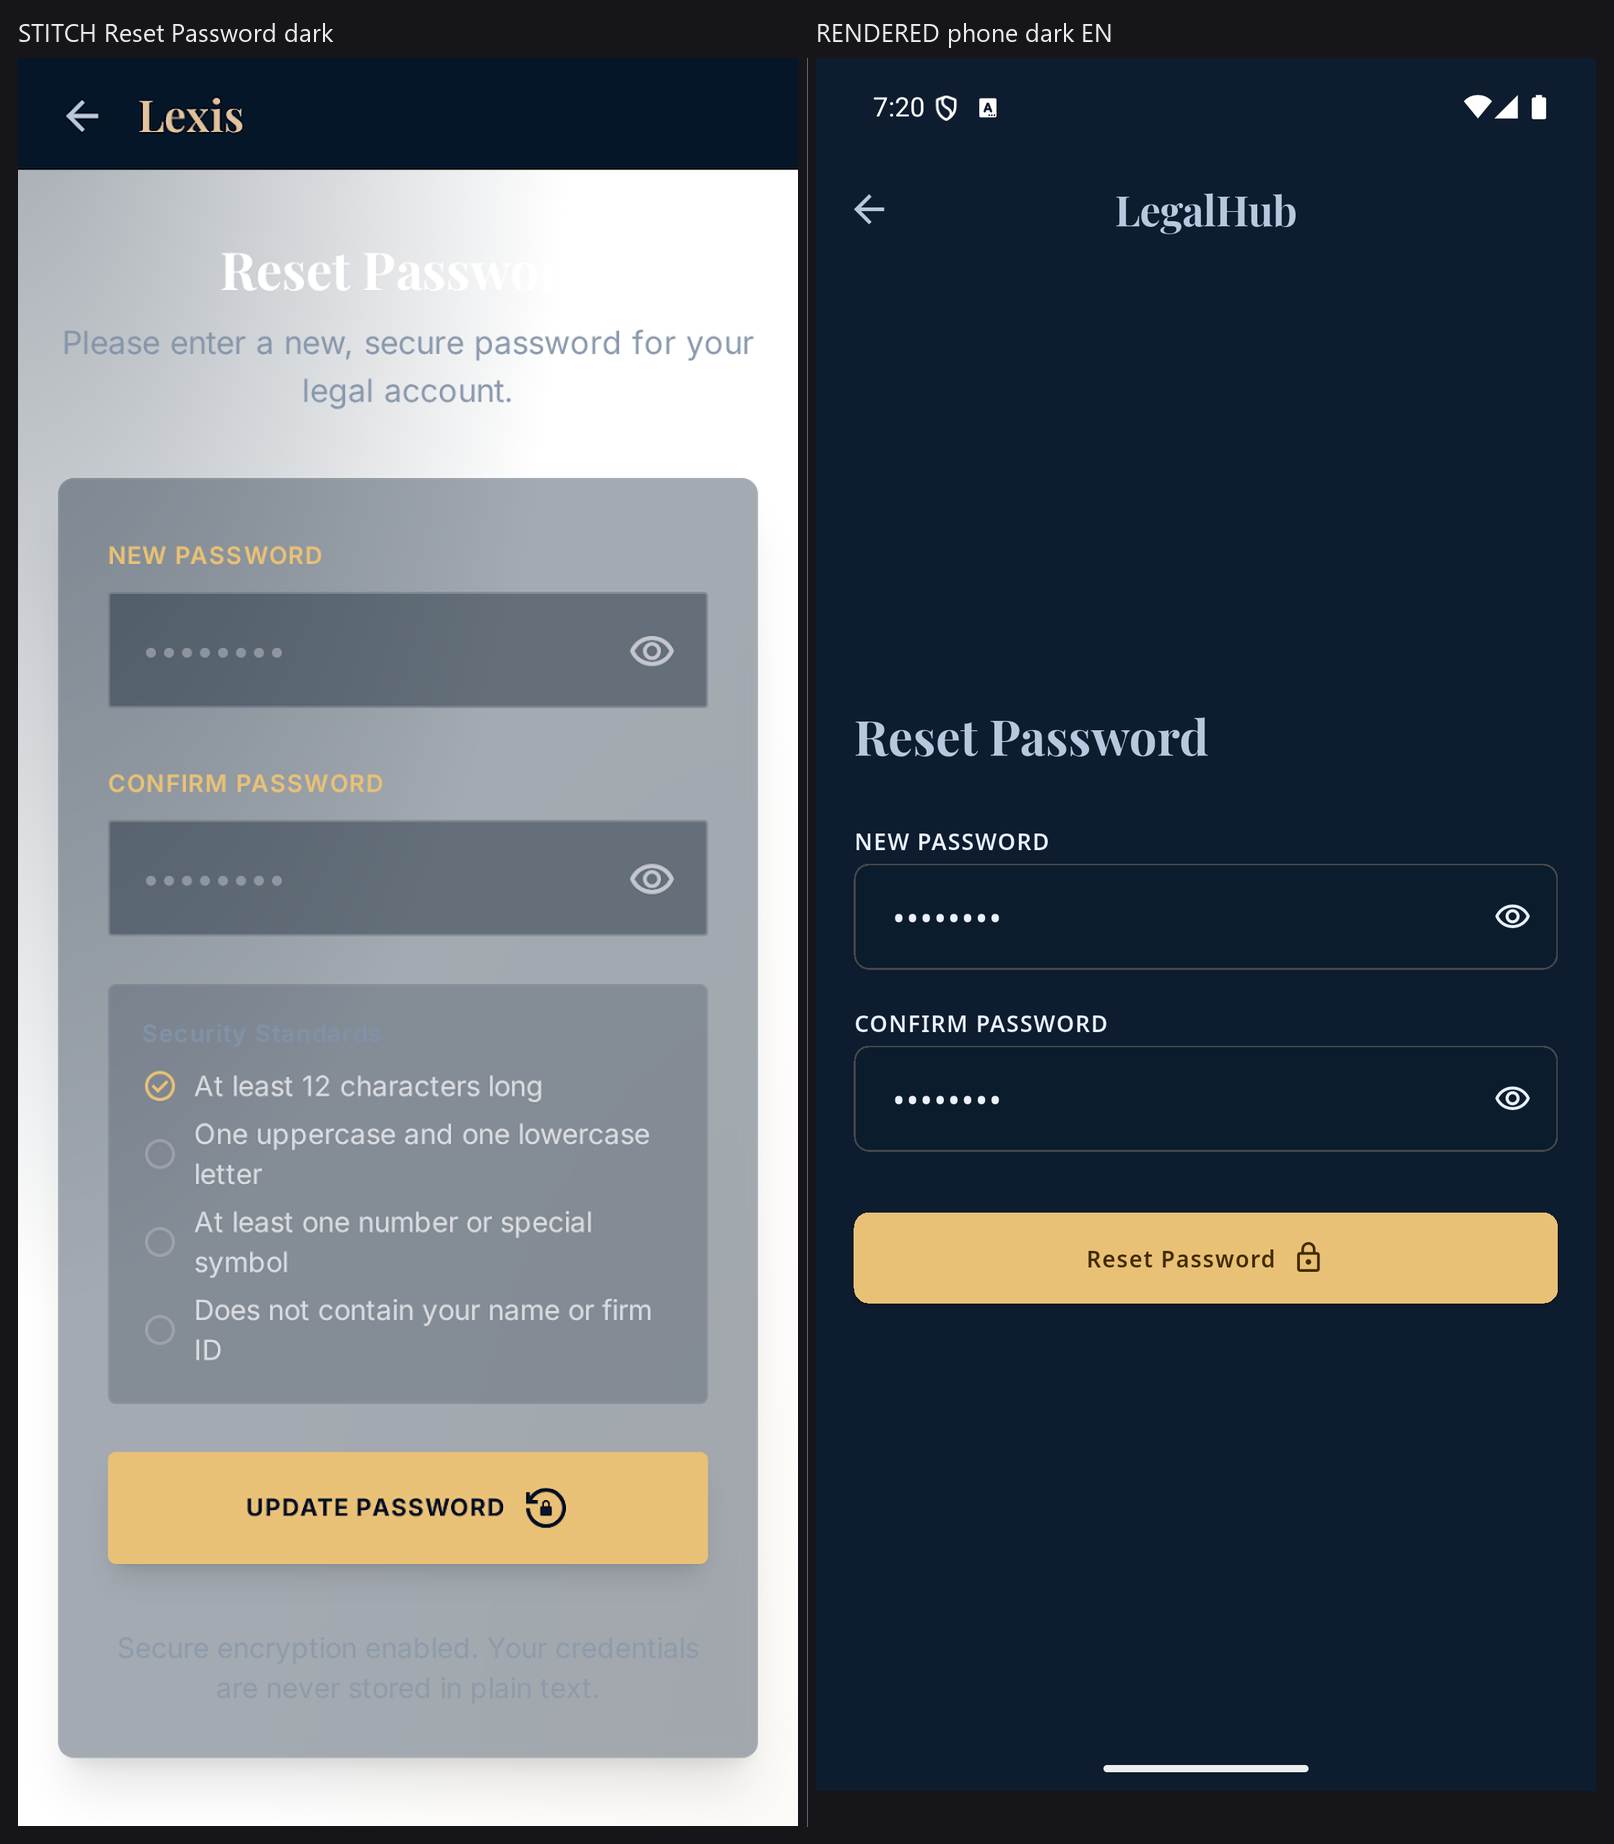 STITCH Reset Password dark
Lexis
Reset Passwo
Please enter a new, secure password for your
legal account.
NEW PASSWORD
CONFIRM PASSWORD
Security Standards
At least 12 characters long
One uppercase and one lowercase
letter
At least one number or special
symbol
Does not contain your name or firm
ID
UPDATE PASSWORD
Secure encryption enabled. Your credentials
are never stored in plain text.
RENDERED phone dark EN
7:20
LegalHub
Reset Password
NEW PASSWORD
CONFIRM PASSWORD
Reset Password